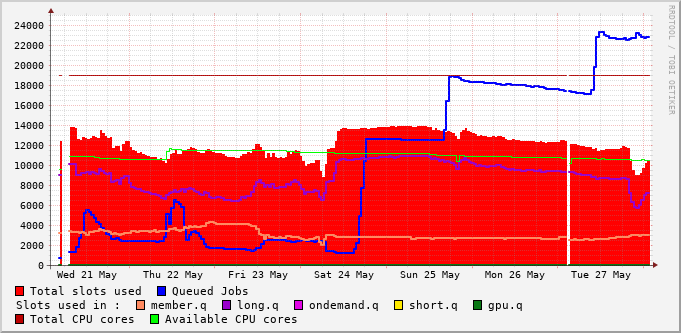 RRDTOOL / TOBI OETIKER
24000
22000
20000
18000
16000
14000
12000
10000
8000
6000
4000
2000
0
Wed 21 May Thu 22 May Fri 23 May Sat 24 May Sun 25 May Mon 26 May Tue 27 May
Total slots used Queued Jobs
Slots used in : member.q long.q ondemand.q short.q gpu.q
Total CPU cores Available CPU cores